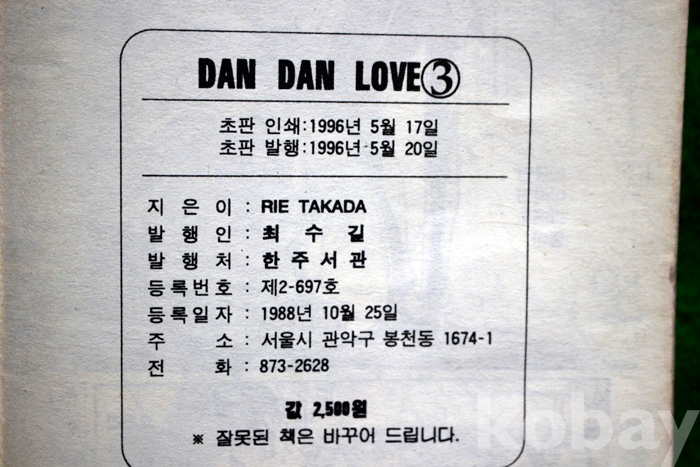 DAN DAN LOVE③
초판 인쇄:1996년 5월 17일
초판 발행:1996년·5월 20일
지은이 : RIE TAKADA
발행인 : 최수길
발행처 : 한주서관
등록번호 : 제2-697호
등록일자 : 1988년 10월 25일
주소 : 서울시 관악구 봉천동 1674-1
전화 : 873-2628
값 2,500원
※ 잘못된 책은 바꾸어 드립니다.
kobay